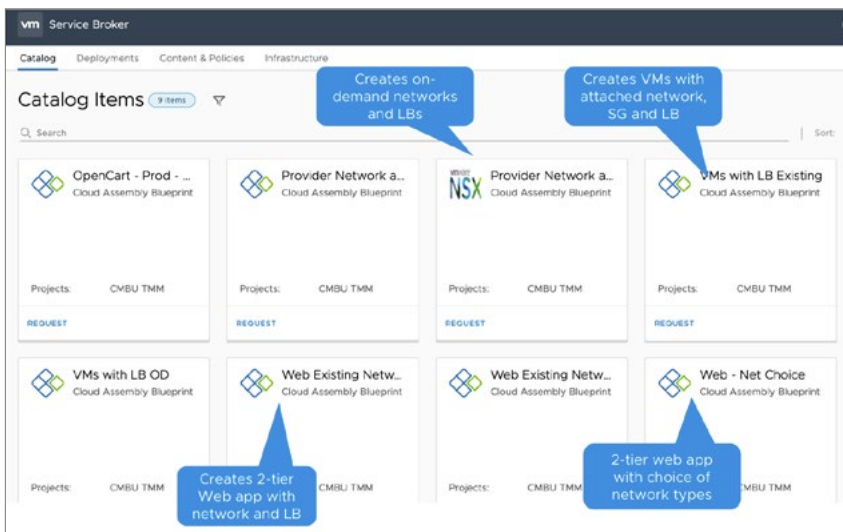 vm Service Broker
Catalog Deployments Content & Policies Infrastructure
Catalog Items 9 items
Creates on-
demand networks
and LBs
Creates VMs with
attached network,
SG and LB
Search
Sort:
OpenCart - Prod - ...
Cloud Assembly Blueprint
Projects: CMBU TMM
REQUEST
Provider Network a...
Cloud Assembly Blueprint
Projects: CMBU TMM
REQUEST
vmware
NSX
Provider Network a...
Cloud Assembly Blueprint
Projects: CMBU TMM
REQUEST
VMs with LB Existing
Cloud Assembly Blueprint
Projects: CMBU TMM
REQUEST
VMs with LB OD
Cloud Assembly Blueprint
Projects: CMBU TMM
Web Existing Netw...
Cloud Assembly Blueprint
Creates 2-tier
Web app with
network and LB
CMBU TMM
Web Existing Netw...
Cloud Assembly Blueprint
Projects: CMBU TMM
Web - Net Choice
Cloud Assembly Blueprint
2-tier web app
with choice of
network types
CMBU TMM